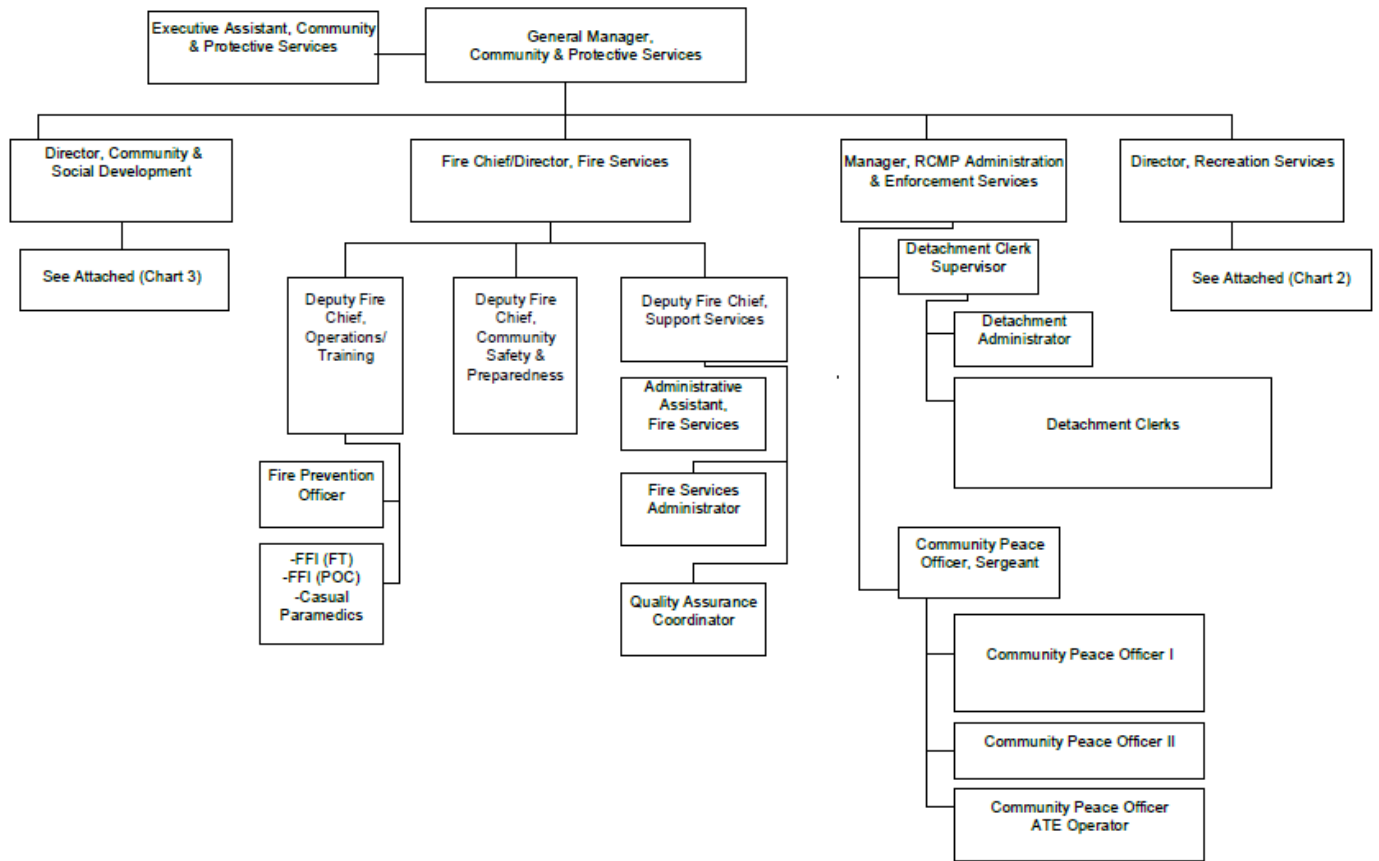 Executive Assistant, Community
& Protective Services
General Manager,
Community & Protective Services
Director, Community &
Social Development
Fire Chief/Director, Fire Services
Manager, RCMP Administration
& Enforcement Services
Director, Recreation Services
See Attached (Chart 3)
Deputy Fire
Chief,
Operations/
Training
Deputy Fire
Chief,
Community
Safety &
Preparedness
Deputy Fire Chief,
Support Services
Detachment Clerk
Supervisor
See Attached (Chart 2)
Detachment
Administrator
Detachment Clerks
Administrative
Assistant,
Fire Services
Fire Prevention
Officer
Fire Services
Administrator
-FFI (FT)
-FFI (POC)
-Casual
Paramedics
Quality Assurance
Coordinator
Community Peace
Officer, Sergeant
Community Peace Officer I
Community Peace Officer II
Community Peace Officer
ATE Operator